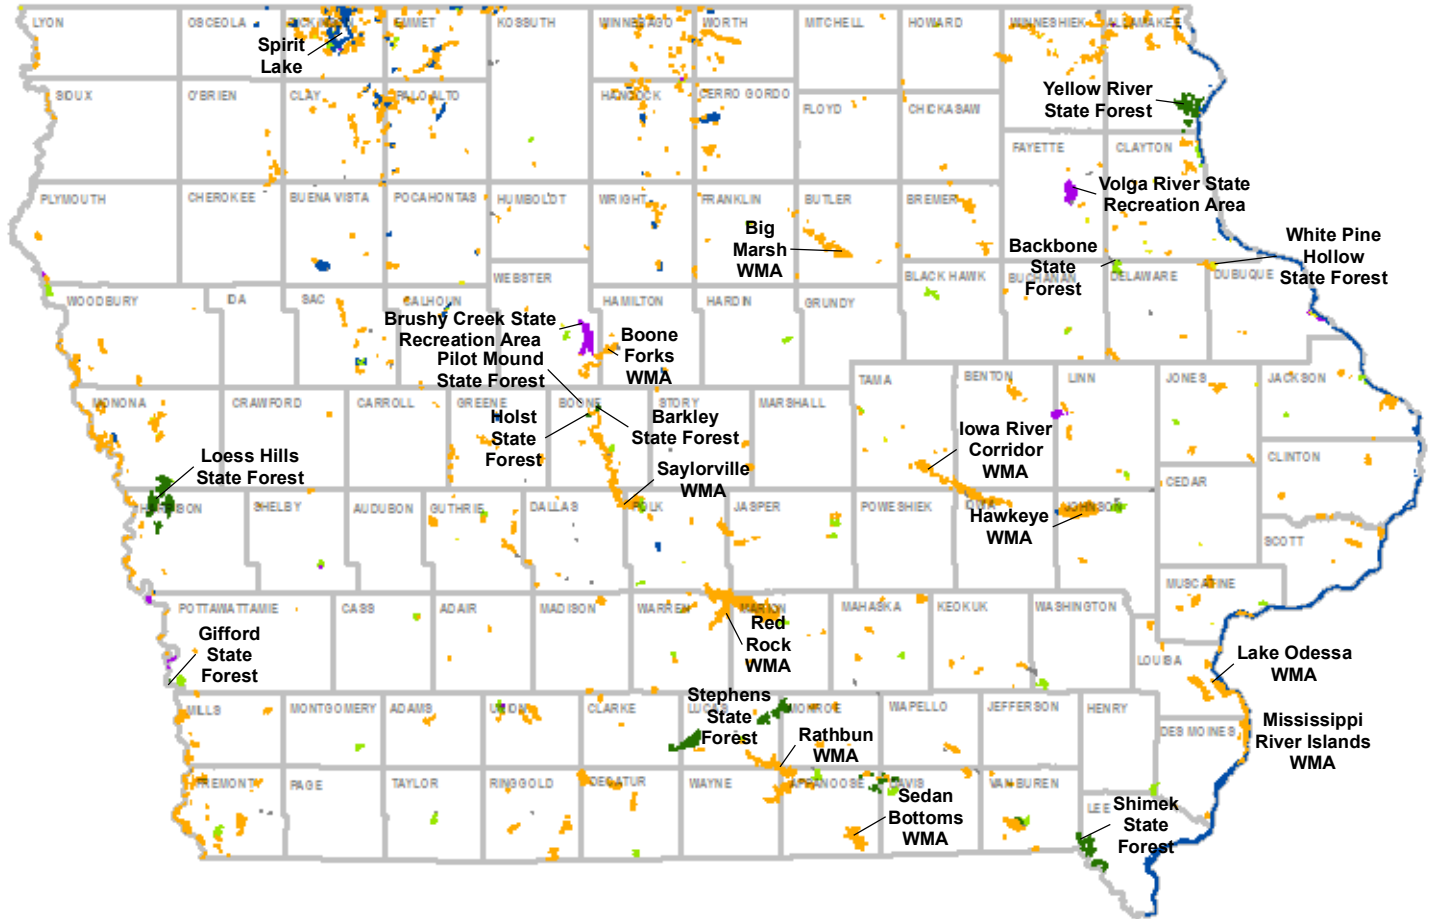 LYON
OSCEOLA
DICKINSON
EMMET
KOSSUTH
WINNEBAGO
WORTH
MITCHELL
HOWARD
WINNESHIEK
ALLAMAKEE
Spirit
Lake
SIOUX
O'BRIEN
CLAY
PALO ALTO
HANCOCK
CERRO GORDO
FLOYD
CHICKASAW
Yellow River
State Forest
FAYETTE
CLAYTON
PLYMOUTH
CHEROKEE
BUENA VISTA
POCAHONTAS
HUMBOLDT
WRIGHT
FRANKLIN
BUTLER
BREMER
Volga River State
Recreation Area
Big
Marsh
WMA
Backbone
State
Forest
White Pine
Hollow
State Forest
WEBSTER
BLACK HAWK
BUCHANAN
DELAWARE
DUBUQUE
WOODBURY
IDA
SAC
CALHOUN
HAMILTON
HARDIN
GRUNDY
Brushy Creek State
Recreation Area
Boone
Forks
WMA
Pilot Mound
State Forest
TAMA
BENTON
LINN
JONES
JACKSON
MONONA
CRAWFORD
CARROLL
GREENE
BOONE
STORY
MARSHALL
Holst
State
Forest
Barkley
State Forest
Iowa River
Corridor
WMA
Loess Hills
State Forest
Saylorville
WMA
CLINTON
CEDAR
HARRISON
SHELBY
AUDUBON
GUTHRIE
DALLAS
POLK
JASPER
POWESHIEK
IOWA
JOHNSON
Hawkeye
WMA
SCOTT
MUSCATINE
POTTAWATTAMIE
CASS
ADAIR
MADISON
WARREN
MARION
MAHASKA
KEOKUK
WASHINGTON
Gifford
State
Forest
Red
Rock
WMA
LOUISA
Lake Odessa
WMA
MILLS
MONTGOMERY
ADAMS
UNION
CLARKE
LUCAS
MONROE
WAPELLO
JEFFERSON
HENRY
DES MOINES
Stephens
State
Forest
Rathbun
WMA
Mississippi
River Islands
WMA
FREMONT
PAGE
TAYLOR
RINGGOLD
DECATUR
WAYNE
APPANOOSE
DAVIS
VAN BUREN
LEE
Sedan
Bottoms
WMA
Shimek
State
Forest